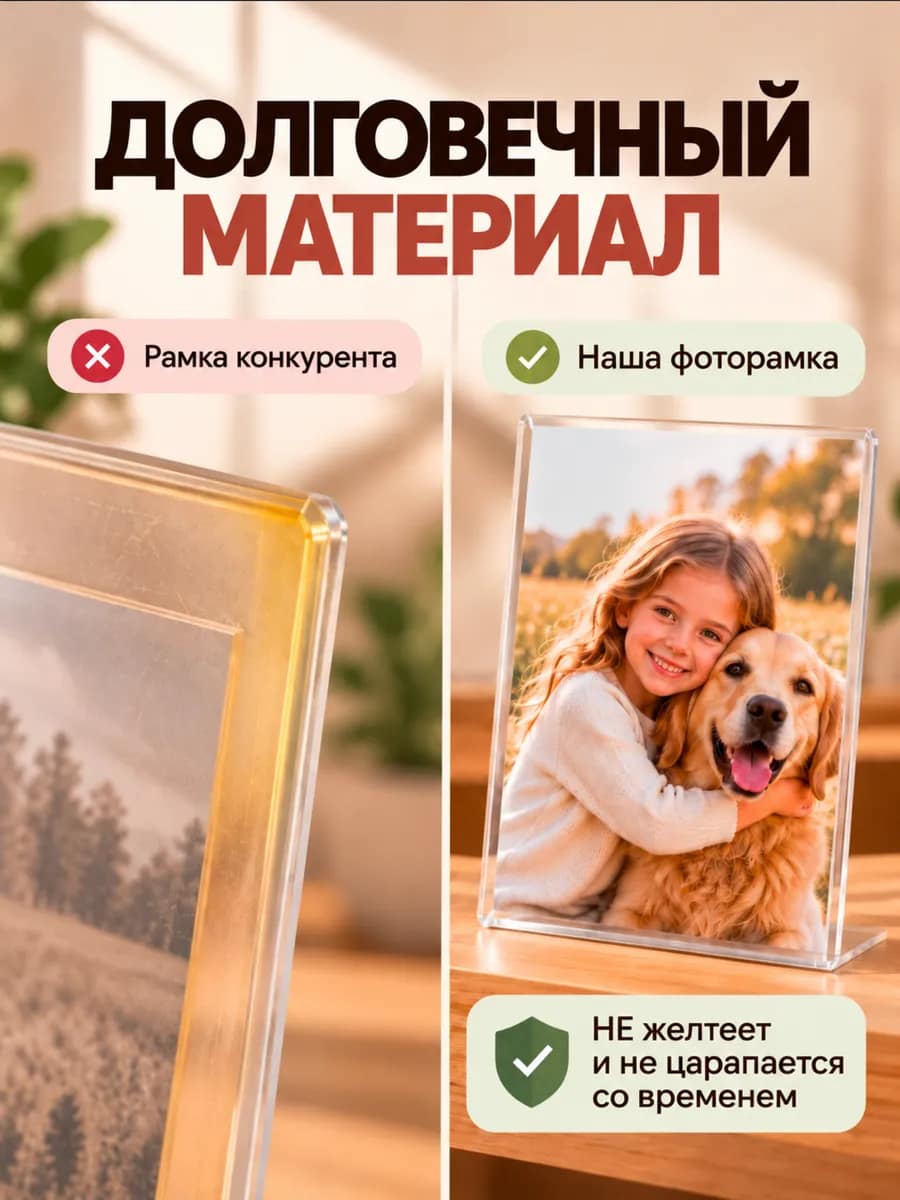 ДОЛГОВЕЧНЫЙ
МАТЕРИАЛ
Рамка конкурента
Наша фоторамка
НЕ желтеет
и не царапается
со временем